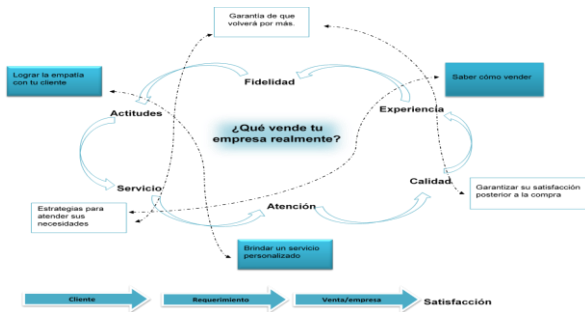 Garantía de que
volverá por más.
Lograr la empatía
con tu cliente
Fidelidad
Saber cómo vender
Actitudes
Experiencia
¿Qué vende tu
empresa realmente?
Servicio
Calidad
Garantizar su satisfacción
posterior a la compra
Estrategias para
atender sus
necesidades
Atención
Brindar un servicio
personalizado
Cliente
Requerimiento
Venta/empresa
Satisfacción